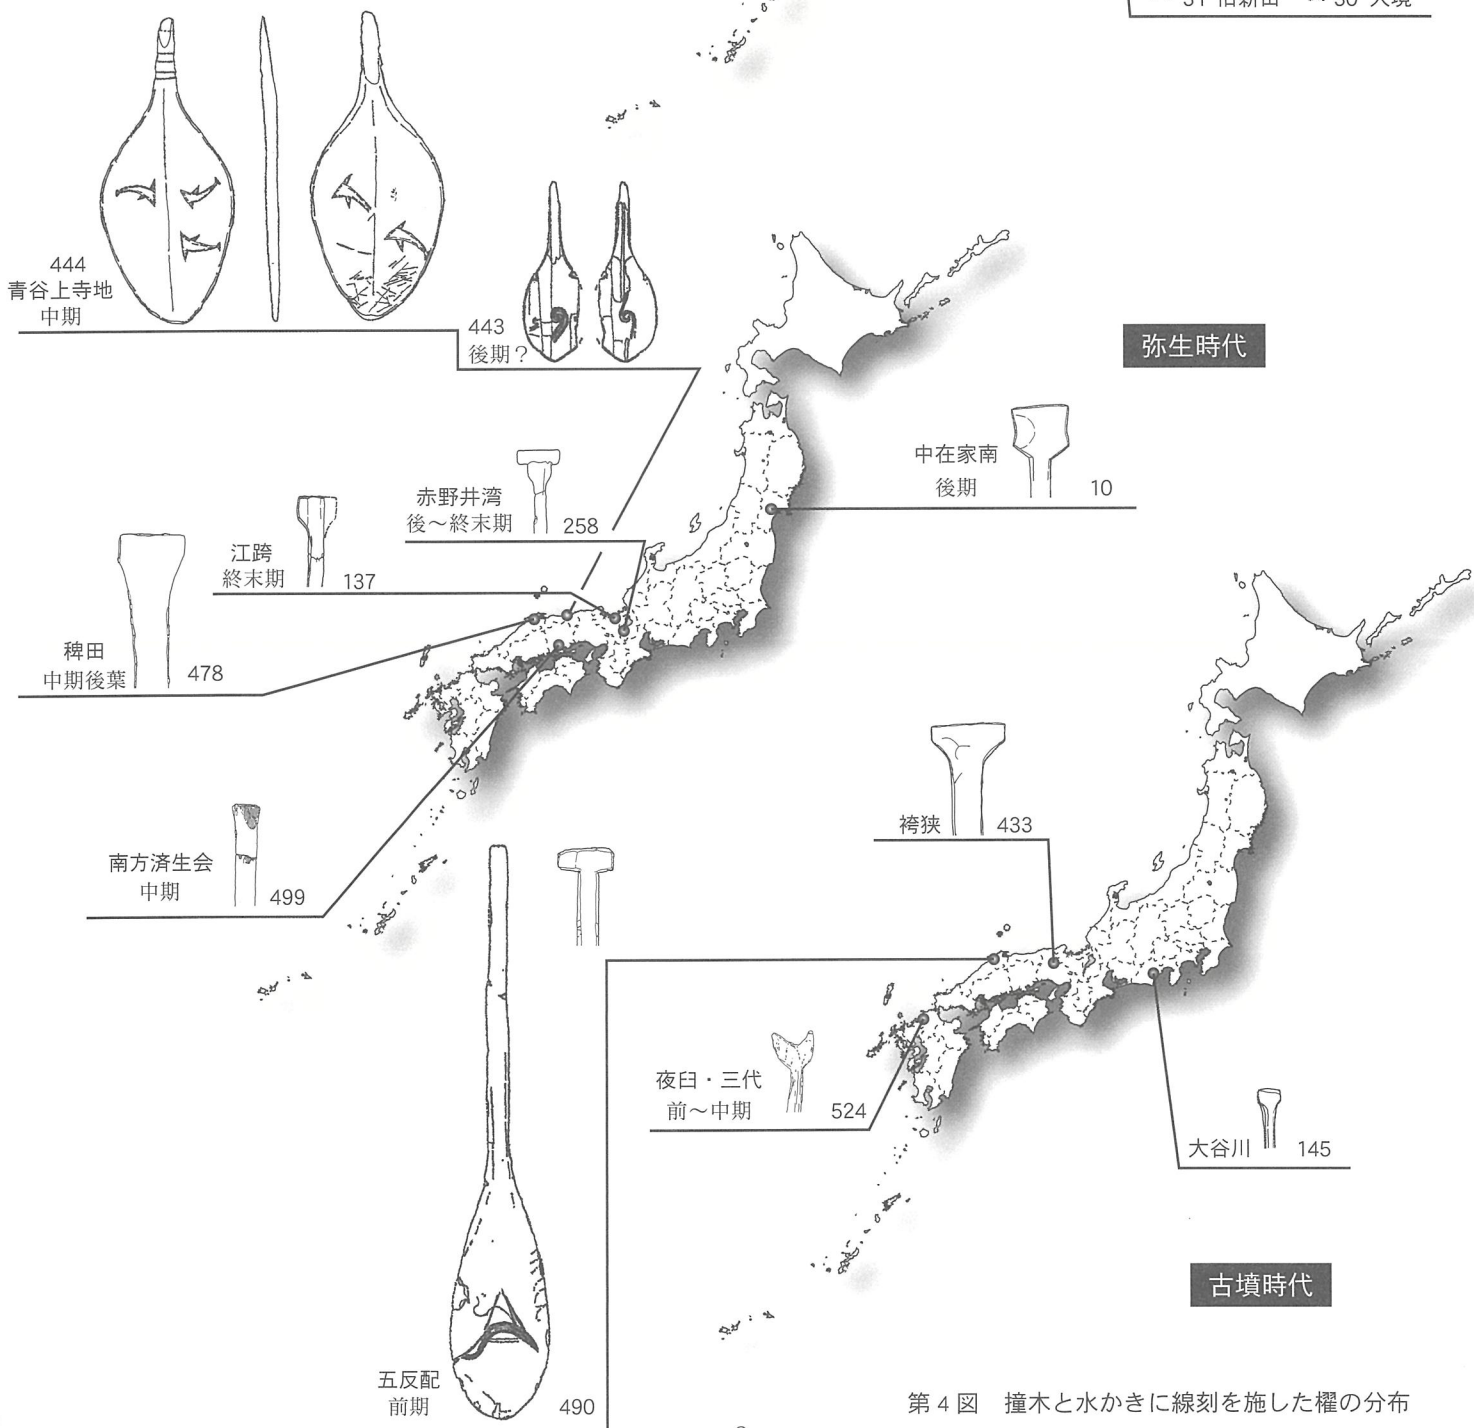 444
青谷上寺地
中期
443
後期？
弥生時代
中在家南
後期
10
赤野井湾
後～終末期
258
江跨
終末期
137
稗田
中期後葉
478
南方済生会
中期
499
袴狭
433
夜臼・三代
前～中期
524
大谷川
145
古墳時代
五反配
前期
490
第４図　撞木と水かきに線刻を施した櫂の分布